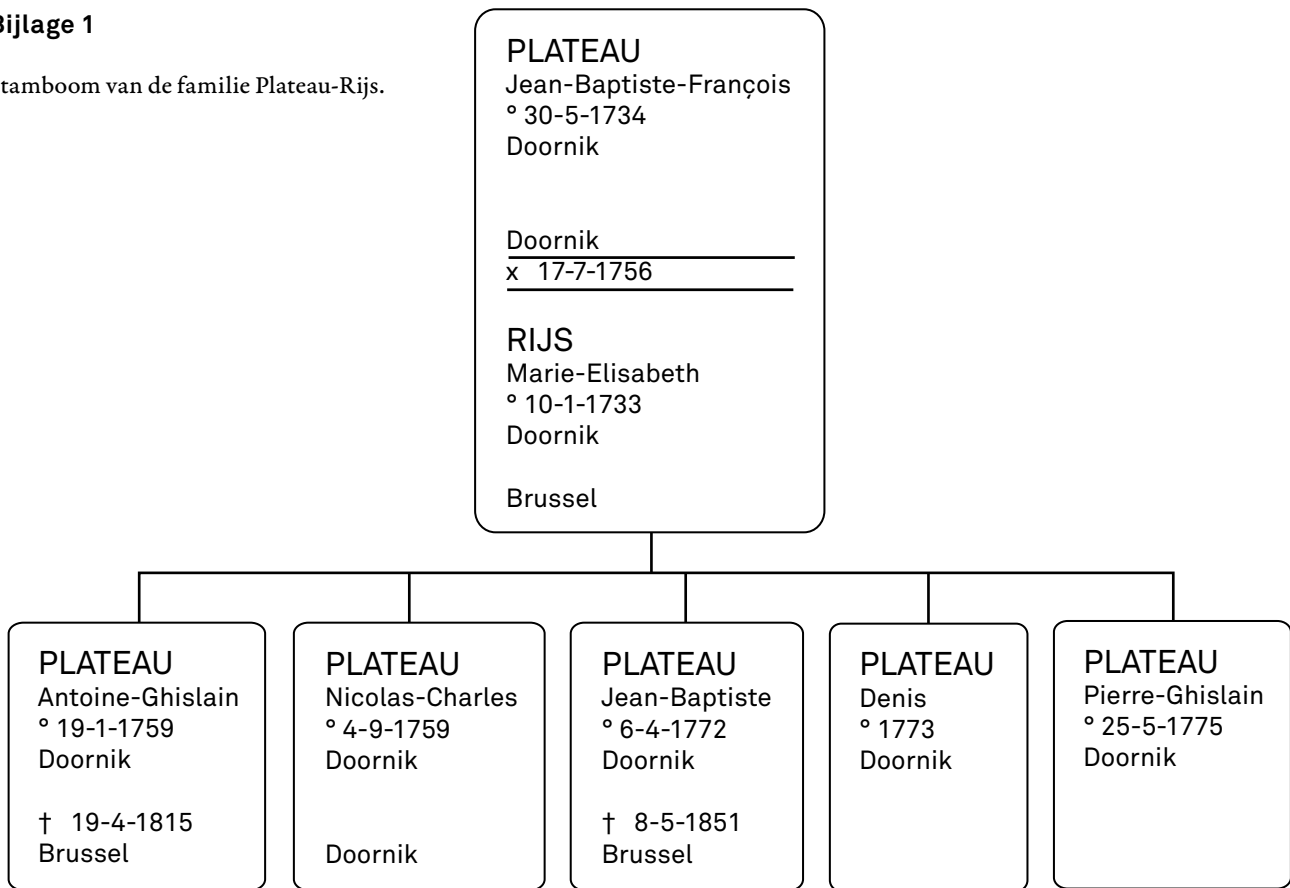 Bijlage 1
tamboom van de familie Plateau-Rijs.
PLATEAU
Jean-Baptiste-François
° 30-5-1734
Doornik
Doornik
x 17-7-1756
RIJS
Marie-Elisabeth
° 10-1-1733
Doornik
Brussel
PLATEAU
Antoine-Ghislain
° 19-1-1759
Doornik
† 19-4-1815
Brussel
PLATEAU
Nicolas-Charles
° 4-9-1759
Doornik
Doornik
PLATEAU
Jean-Baptiste
° 6-4-1772
Doornik
† 8-5-1851
Brussel
PLATEAU
Denis
° 1773
Doornik
PLATEAU
Pierre-Ghislain
° 25-5-1775
Doornik